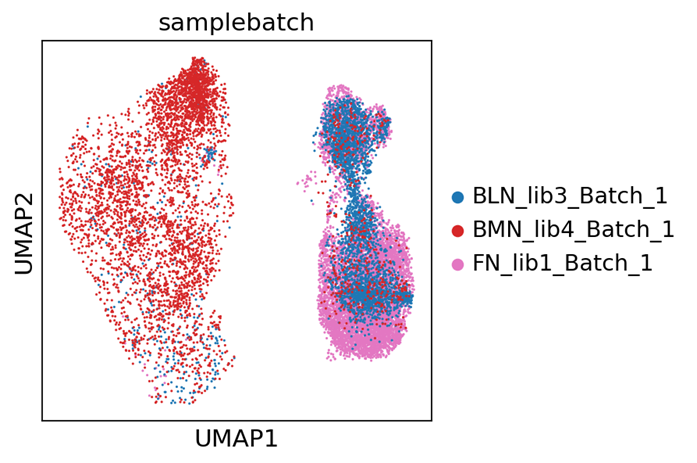 samplebatch
UMAP2
BLN_lib3_Batch_1
BMN_lib4_Batch_1
FN_lib1_Batch_1
UMAP1